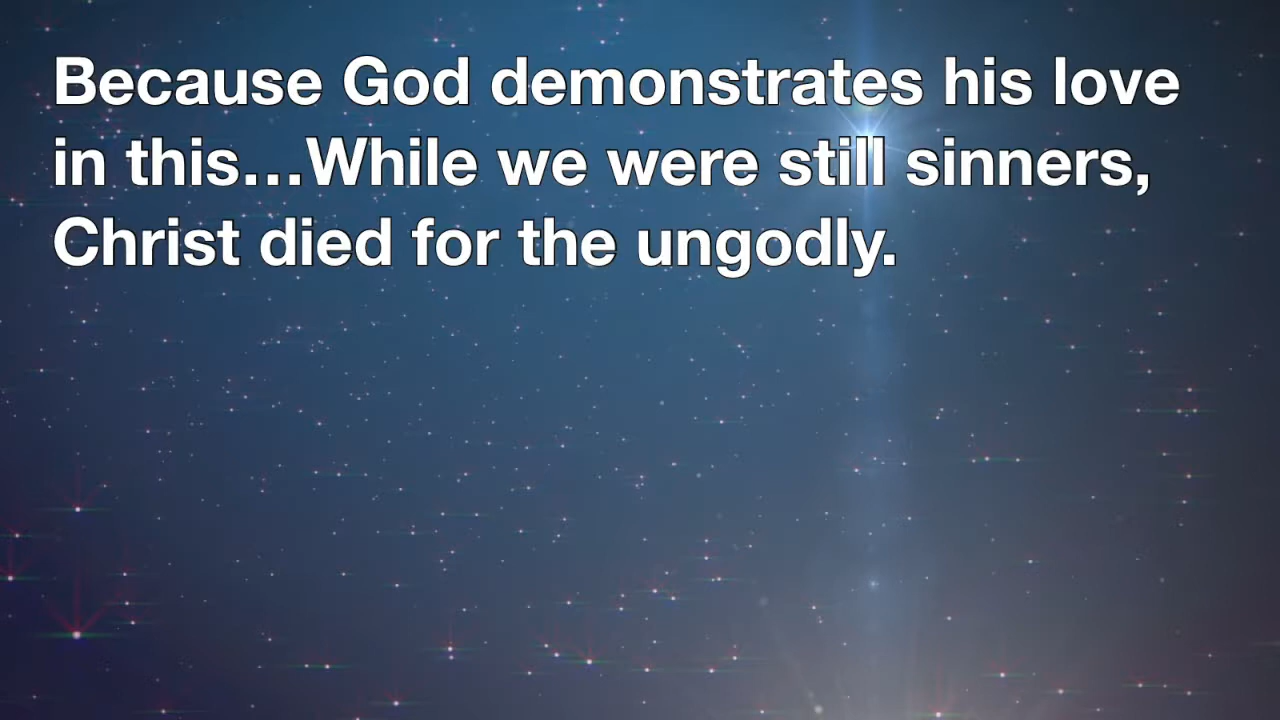 Because God demonstrates his love
in this…While we were still sinners,
Christ died for the ungodly.